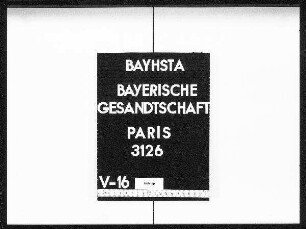 BAYHSTA
BAYERISCHE
GESANDTSCHAFT
PARIS
3126
V-16